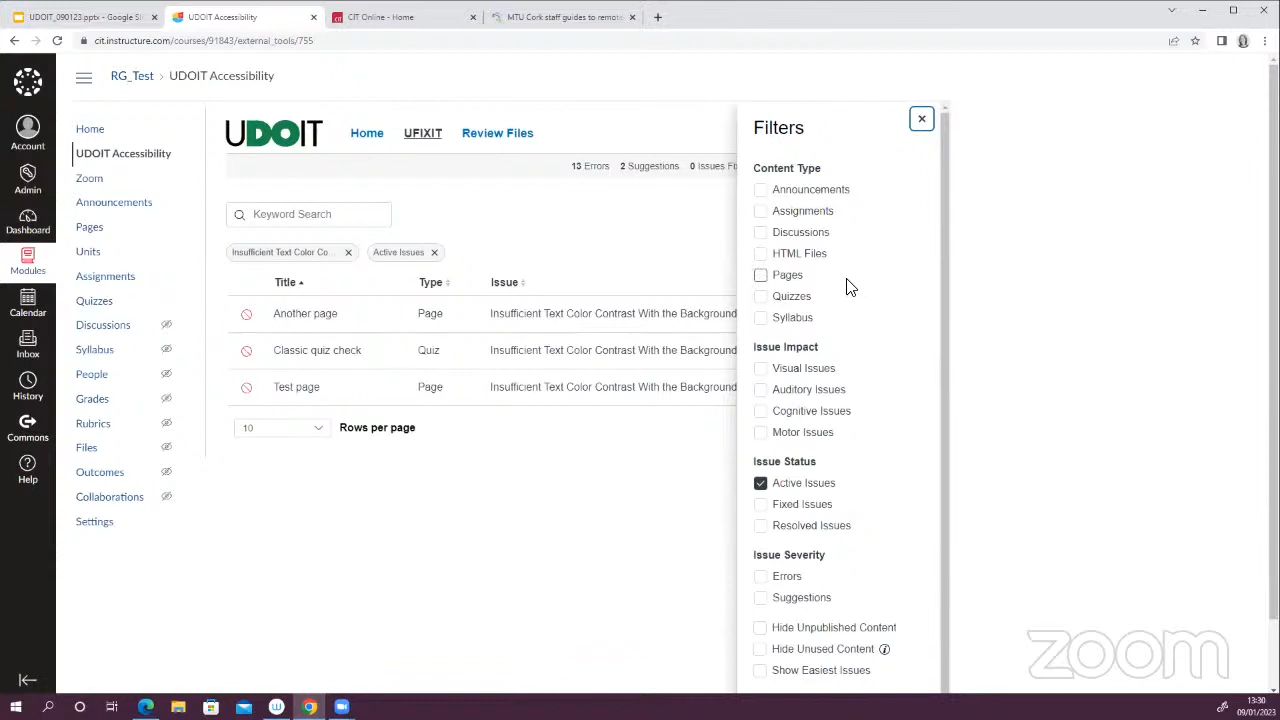 UDOIT_090123.pptx - Google Sli
UDOIT Accessibility
CIT Online - Home
MTU Cork staff guides to remote
cit.instructure.com/courses/91843/external_tools/755
RG_Test > UDOIT Accessibility
Account
Admin
Dashboard
Modules
Calendar
Inbox
History
Commons
Help
Home
UDOIT Accessibility
Zoom
Announcements
Pages
Units
Assignments
Quizzes
Discussions
Syllabus
People
Grades
Rubrics
Files
Outcomes
Collaborations
Settings
UDOIT Home UFIXIT Review Files
13 Errors 2 Suggestions 0 Issues Fix
Keyword Search
Insufficient Text Color Co... Active Issues
Title Type Issue
Another page Page Insufficient Text Color Contrast With the Background
Classic quiz check Quiz Insufficient Text Color Contrast With the Background
Test page Page Insufficient Text Color Contrast With the Background
10 Rows per page
Filters
Content Type
Announcements
Assignments
Discussions
HTML Files
Pages
Quizzes
Syllabus
Issue Impact
Visual Issues
Auditory Issues
Cognitive Issues
Motor Issues
Issue Status
Active Issues
Fixed Issues
Resolved Issues
Issue Severity
Errors
Suggestions
Hide Unpublished Content
Hide Unused Content
Show Easiest Issues
zoom
13:30
09/01/2023